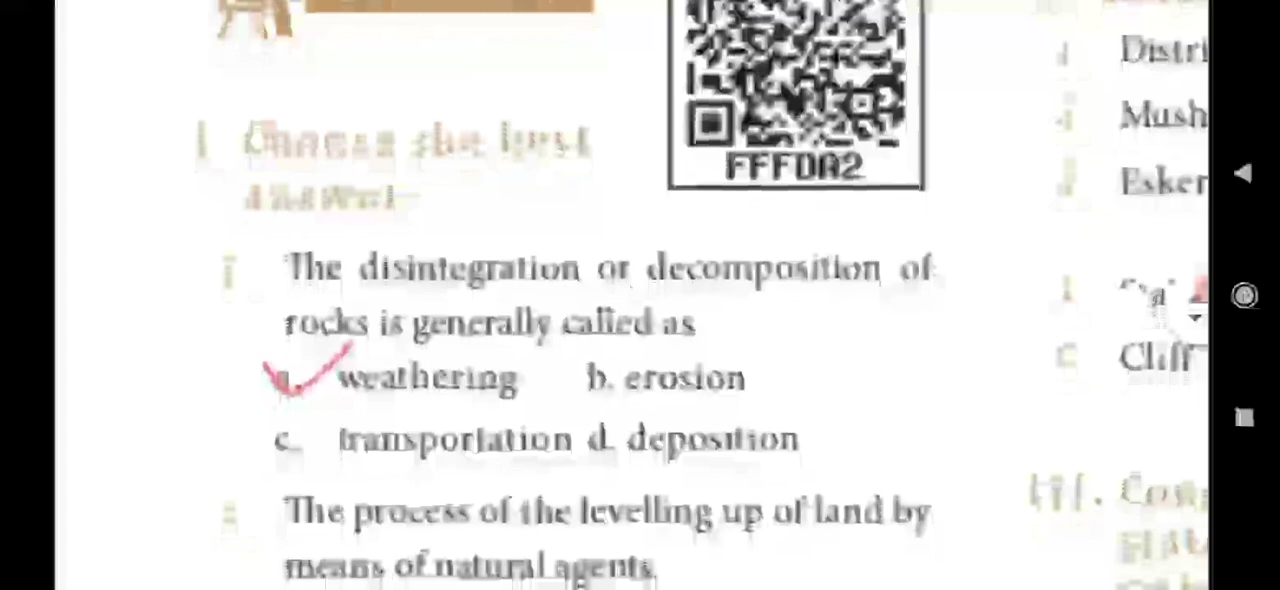 FFFDA2
I Choose the best
answer
The disintegration or decomposition of
rocks is generally called as
a. weathering b. erosion
c. transportation d. deposition
The process of the levelling up of land by
means of natural agents.
Distri
Mush
Esker
Cliff
III.